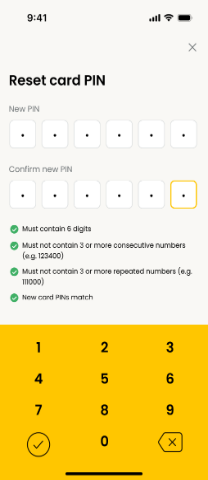 9:41
Reset card PIN
New PIN
Confirm new PIN
Must contain 6 digits
Must not contain 3 or more consecutive numbers
(e.g. 123400)
Must not contain 3 or more repeated numbers (e.g.
111000)
New card PINs match
1 2 3
4 5 6
7 8 9
0